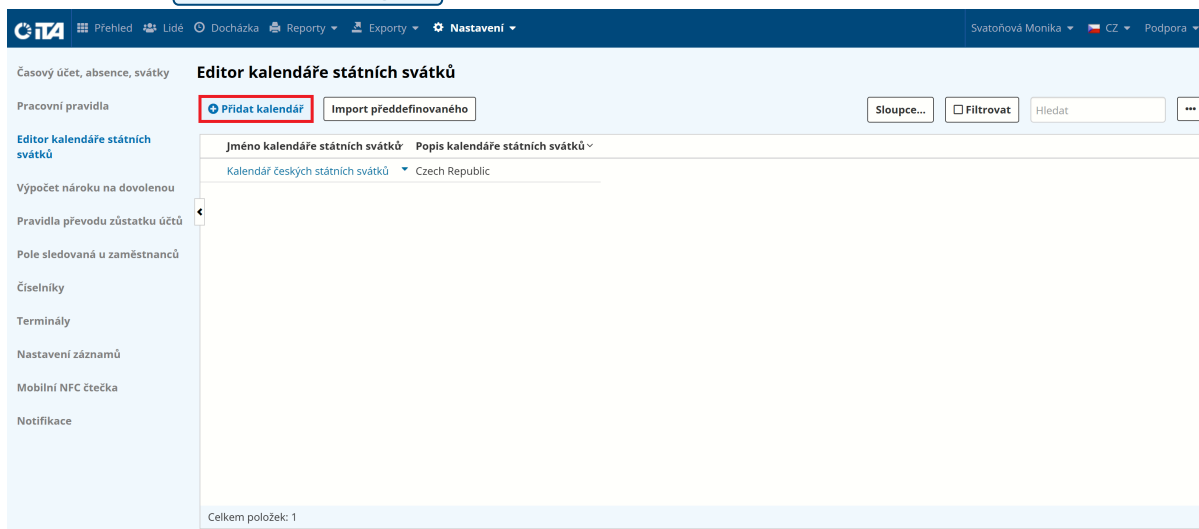 iTA Přehled Lidé Docházka Reporty Exporty Nastavení Svatoňová Monika CZ Podpora
Časový účet, absence, svátky
Pracovní pravidla
Editor kalendáře státních
svátků
Výpočet nároku na dovolenou
Pravidla převodu zůstatku účtů
Pole sledovaná u zaměstnanců
Číselníky
Terminály
Nastavení záznamů
Mobilní NFC čtečka
Notifikace
Editor kalendáře státních svátků
Přidat kalendář Import předdefinovaného Sloupce... Filtrovat Hledat ...
Jméno kalendáře státních svátků Popis kalendáře státních svátků
Kalendář českých státních svátků Czech Republic
Celkem položek: 1